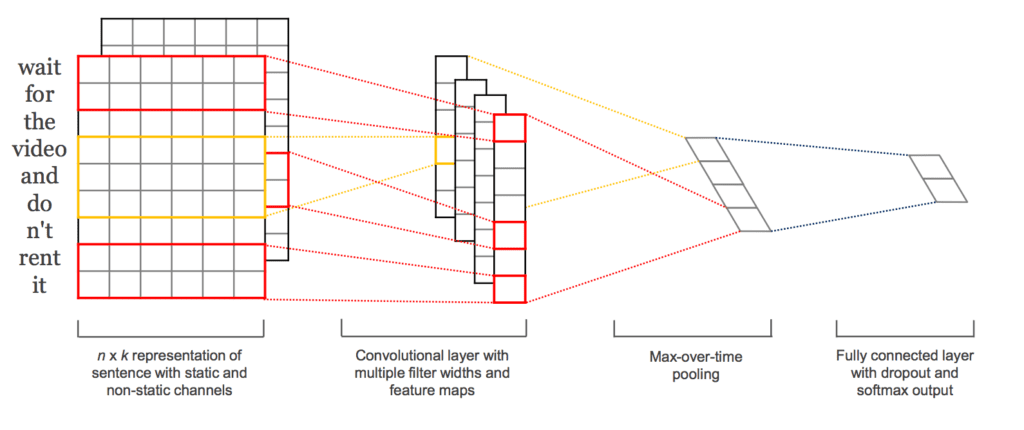 wait
for
the
video
and
do
n't
rent
it
n x k representation of
sentence with static and
non-static channels
Convolutional layer with
multiple filter widths and
feature maps
Max-over-time
pooling
Fully connected layer
with dropout and
softmax output